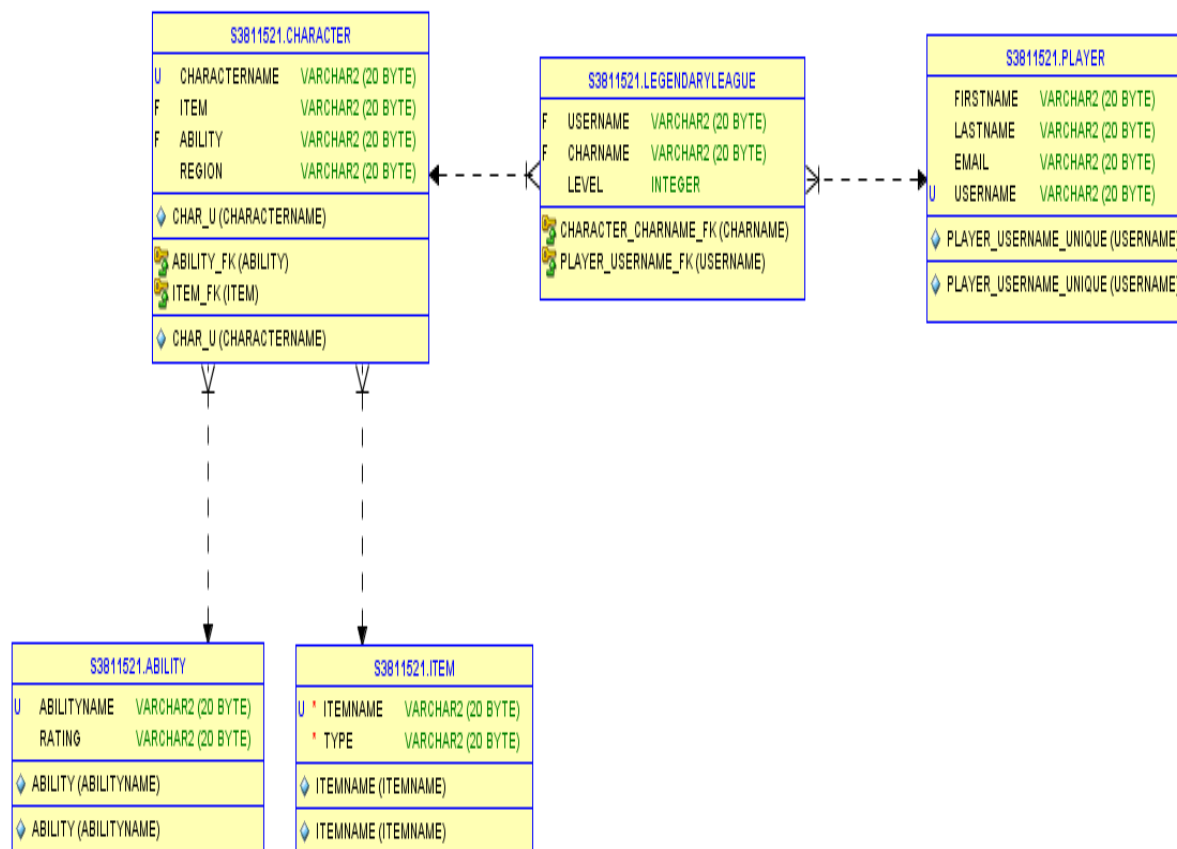 S3811521.CHARACTER
U CHARACTERNAME VARCHAR2 (20 BYTE)
F ITEM VARCHAR2 (20 BYTE)
F ABILITY VARCHAR2 (20 BYTE)
REGION VARCHAR2 (20 BYTE)
CHAR_U (CHARACTERNAME)
ABILITY_FK (ABILITY)
ITEM_FK (ITEM)
CHAR_U (CHARACTERNAME)
S3811521.LEGENDARYLEAGUE
F USERNAME VARCHAR2 (20 BYTE)
F CHARNAME VARCHAR2 (20 BYTE)
LEVEL INTEGER
CHARACTER_CHARNAME_FK (CHARNAME)
PLAYER_USERNAME_FK (USERNAME)
S3811521.PLAYER
FIRSTNAME VARCHAR2 (20 BYTE)
LASTNAME VARCHAR2 (20 BYTE)
EMAIL VARCHAR2 (20 BYTE)
U USERNAME VARCHAR2 (20 BYTE)
PLAYER_USERNAME_UNIQUE (USERNAME)
PLAYER_USERNAME_UNIQUE (USERNAME)
S3811521.ABILITY
U ABILITYNAME VARCHAR2 (20 BYTE)
RATING VARCHAR2 (20 BYTE)
ABILITY (ABILITYNAME)
ABILITY (ABILITYNAME)
S3811521.ITEM
U * ITEMNAME VARCHAR2 (20 BYTE)
* TYPE VARCHAR2 (20 BYTE)
ITEMNAME (ITEMNAME)
ITEMNAME (ITEMNAME)